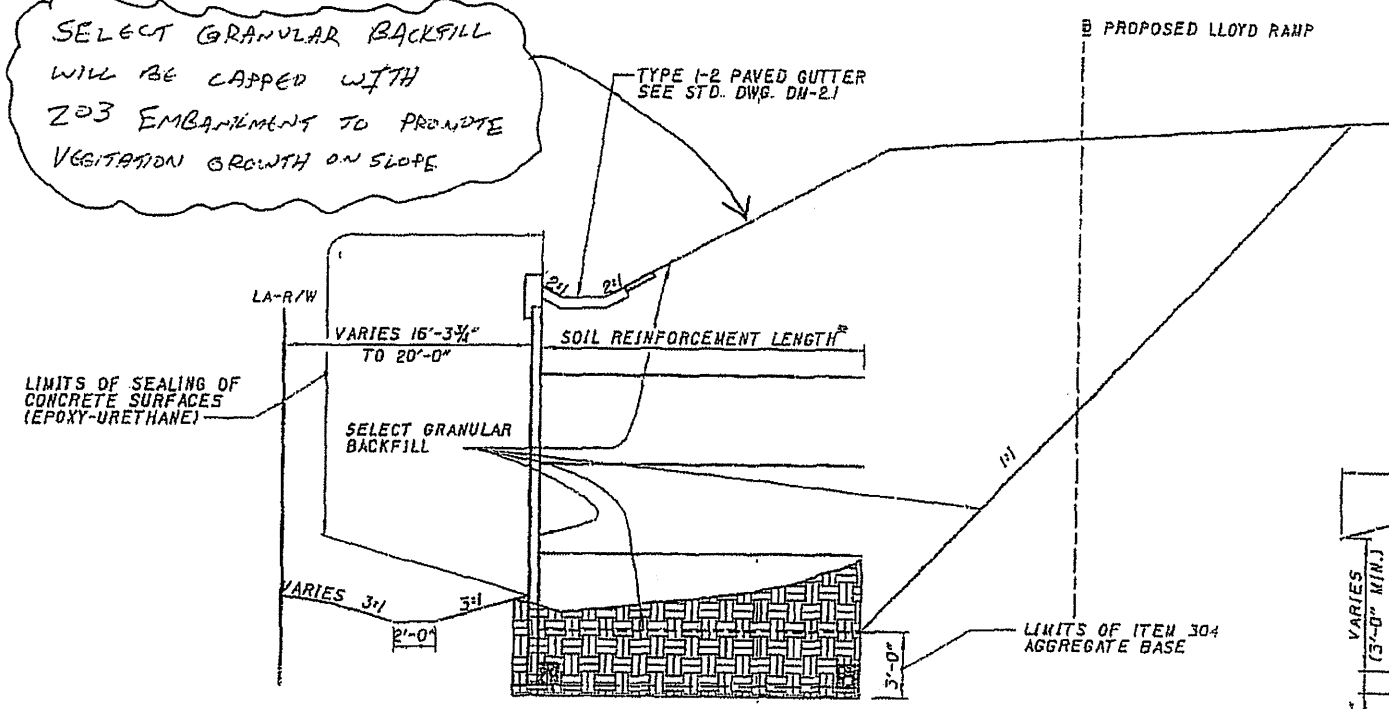 SELECT GRANULAR BACKFILL
WILL BE CAPPED WITH
203 EMBANKMENT TO PROMOTE
VEGITATION GROWTH ON SLOPE
PROPOSED LLOYD RAMP
TYPE 1-2 PAVED GUTTER
SEE STD. DWG. DM-2.1
2:1
2:1
LA-R/W
VARIES 16'-3¾"
TO 20'-0"
SOIL REINFORCEMENT LENGTH
LIMITS OF SEALING OF
CONCRETE SURFACES
(EPOXY-URETHANE)
SELECT GRANULAR
BACKFILL
1:1
VARIES
3:1
3:1
2'-0"
3'-0"
LIMITS OF ITEM 304
AGGREGATE BASE
VARIES
(3'-0" MIN.)